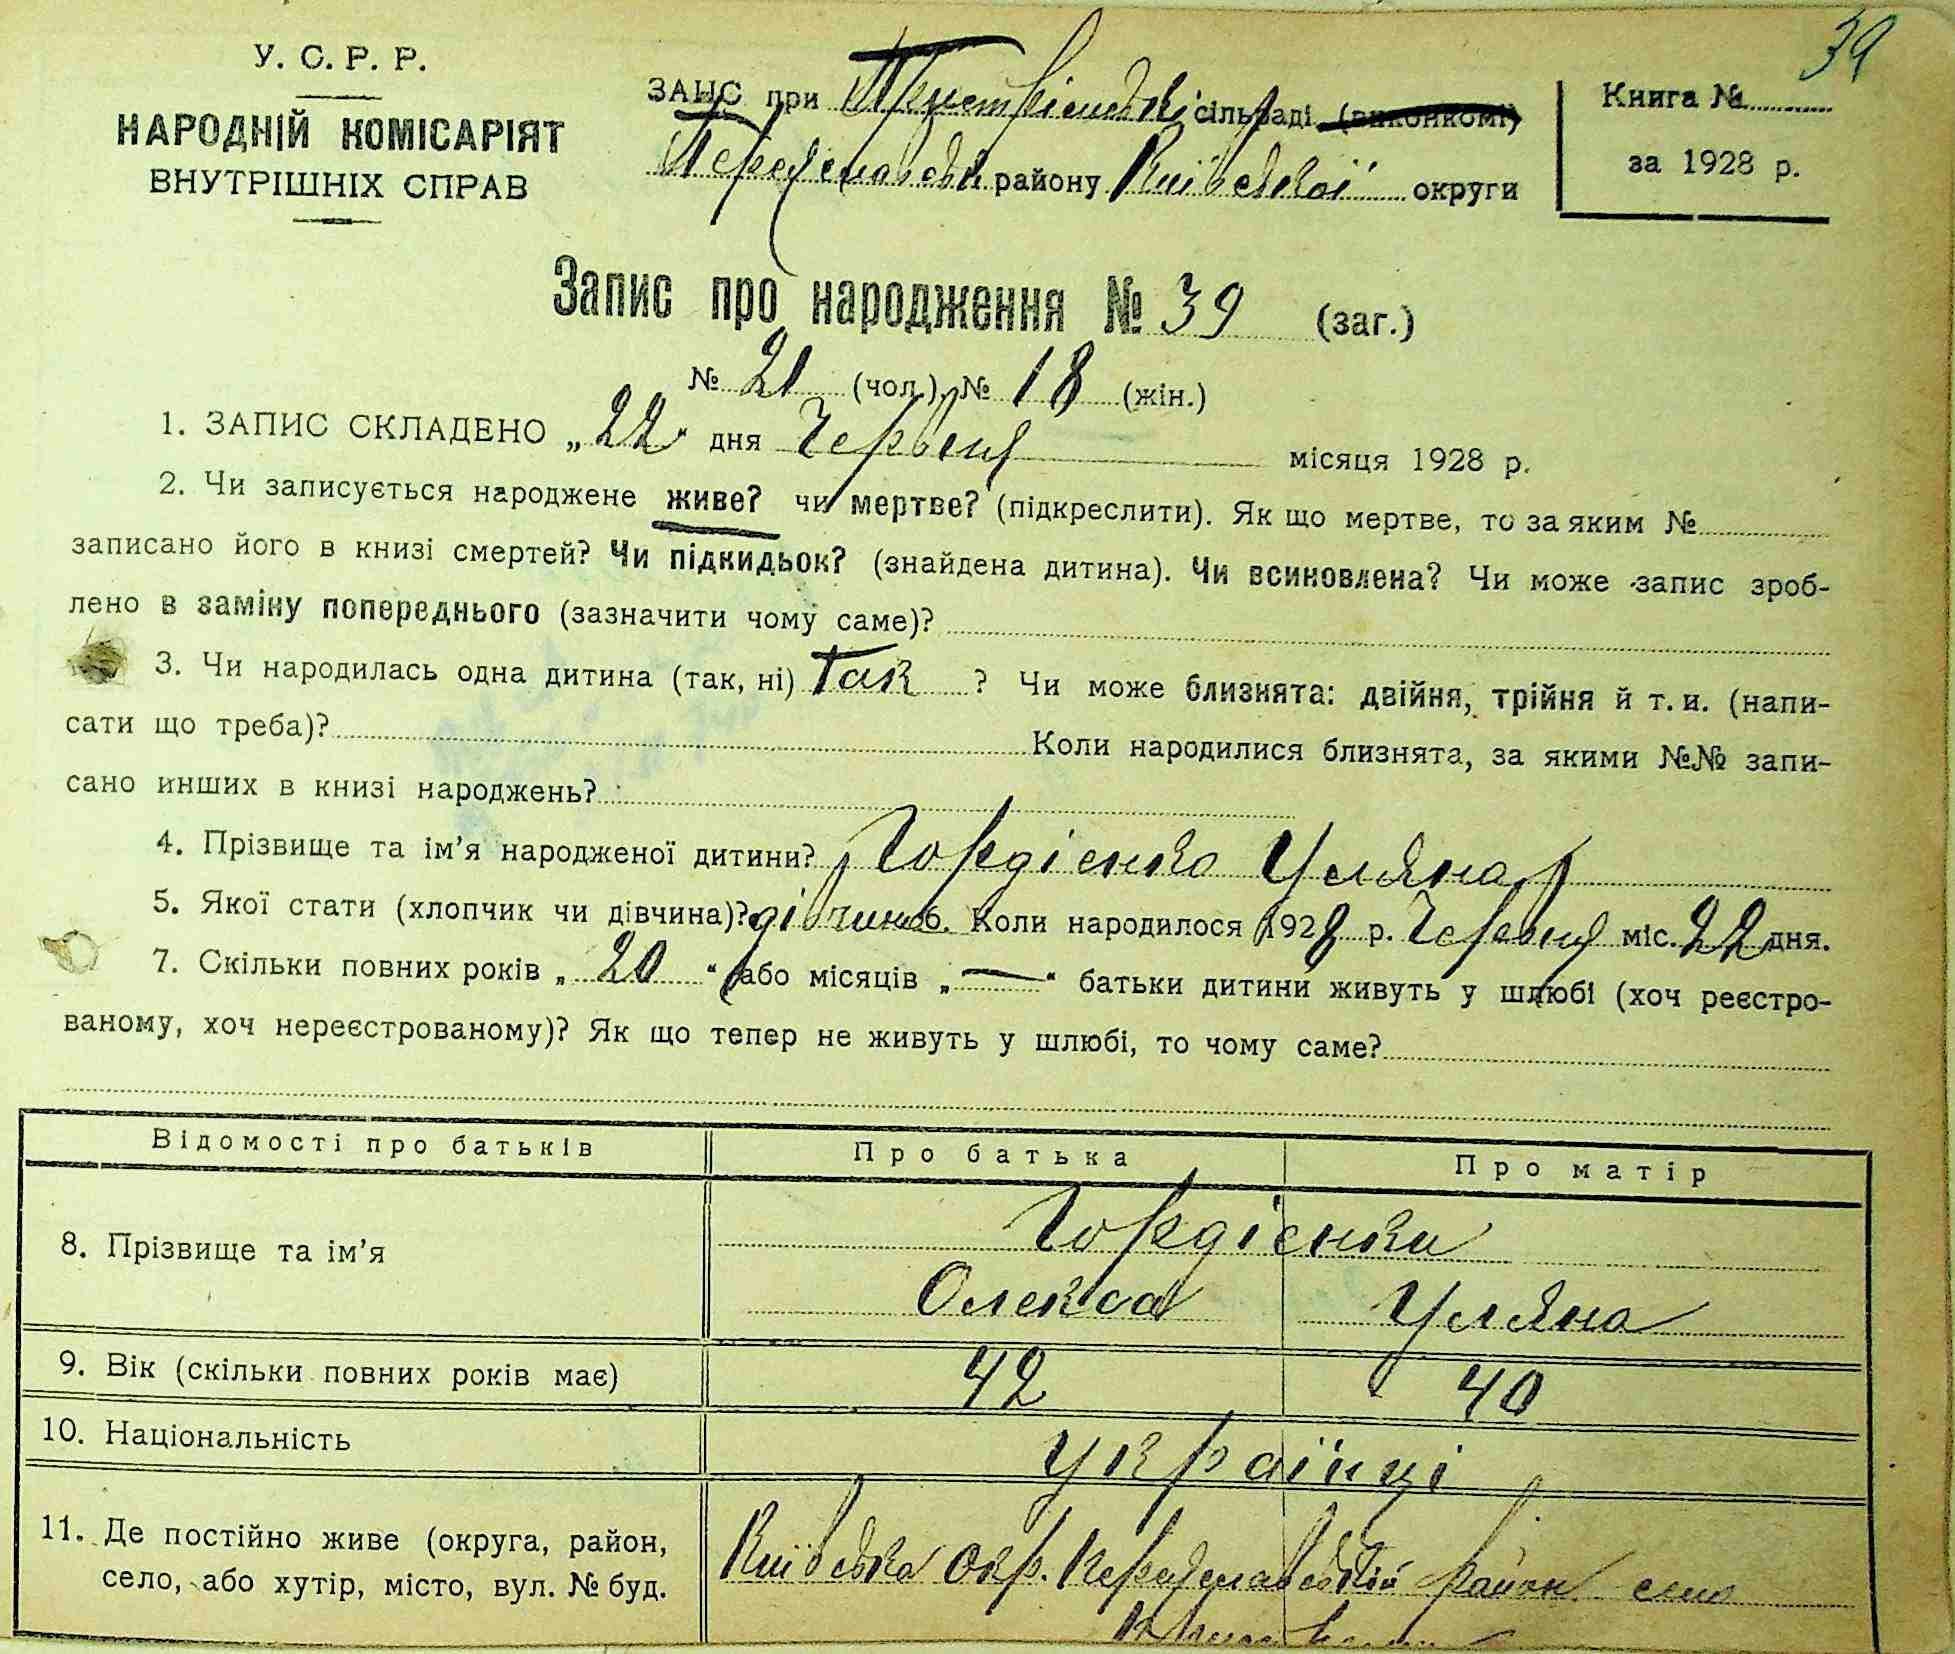 39
У. С. Р. Р.
НАРОДНІЙ КОМІСАРІЯТ
ВНУТРІШНІХ СПРАВ
ЗАНС при сільраді (виконкомі)
Переяславськ району Київської округи
Книга №
за 1928 р.
Запис про народження № 39 (заг.)
№ 21 (чол.) № 18 (жін.)
1. ЗАПИС СКЛАДЕНО „22“ дня Червня місяця 1928 р.
2. Чи записується народжене живе? чи мертве? (підкреслити). Як що мертве, то за яким №
записано його в книзі смертей? Чи підкидьок? (знайдена дитина). Чи всиновлена? Чи може запис зроб-
лено в заміну попереднього (зазначити чому саме)?
3. Чи народилась одна дитина (так, ні) Так ? Чи може близнята: двійня, трійня й т. и. (напи-
сати що треба)? Коли народилися близнята, за якими №№ запи-
сано инших в книзі народжень?
4. Прізвище та ім'я народженої дитини? Гордієнко Уляна
5. Якої стати (хлопчик чи дівчина)? дівчина 6. Коли народилося 1928 р. Червня міс. 22 дня.
7. Скільки повних років „20“ (або місяців „—“ батьки дитини живуть у шлюбі (хоч реєстро-
ваному, хоч нереєстрованому)? Як що тепер не живуть у шлюбі, то чому саме?
Відомості про батьків Про батька Про матір
8. Прізвище та ім'я Гордієнки
Олекса Уляна
9. Вік (скільки повних років має) 42 40
10. Національність Українці
11. Де постійно живе (округа, район,
село, або хутір, місто, вул. № буд.
Київська окр. Переяславський район село